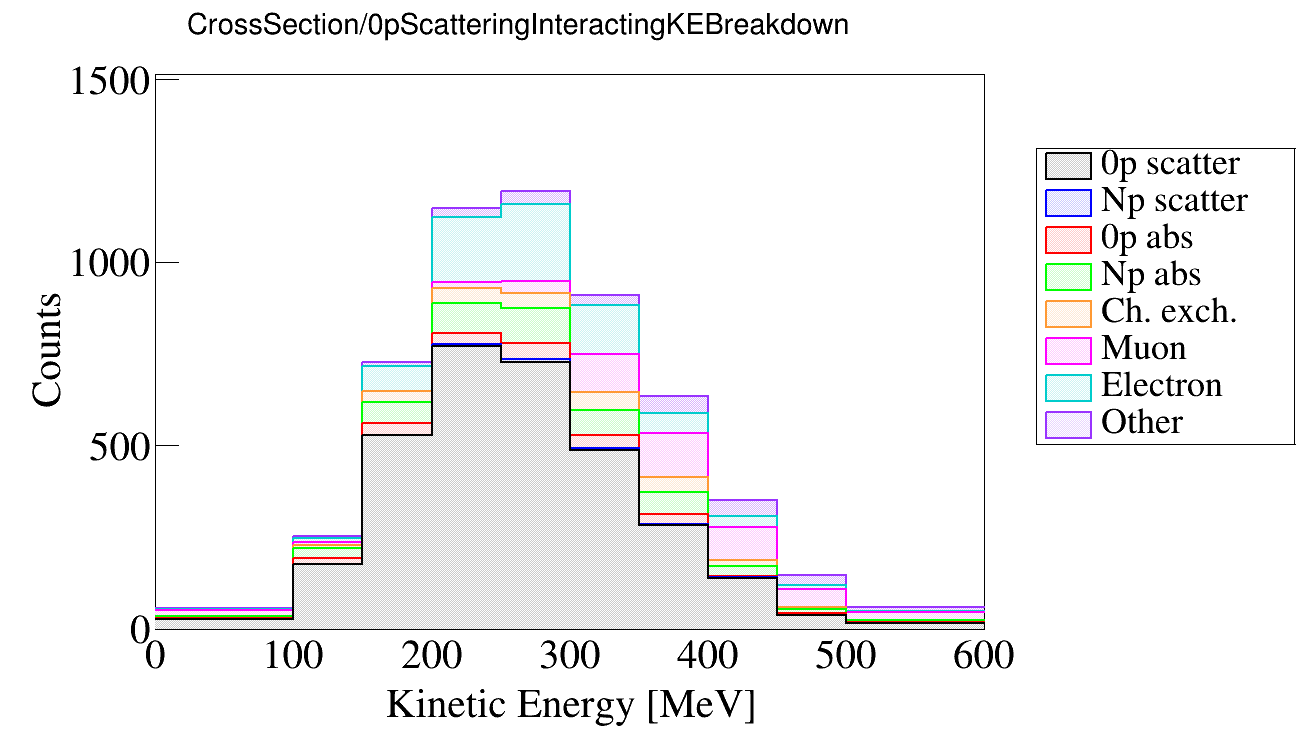 CrossSection/0pScatteringInteractingKEBreakdown
1500
1000
500
0
Counts
0 100 200 300 400 500 600
Kinetic Energy [MeV]
0p scatter
Np scatter
0p abs
Np abs
Ch. exch.
Muon
Electron
Other